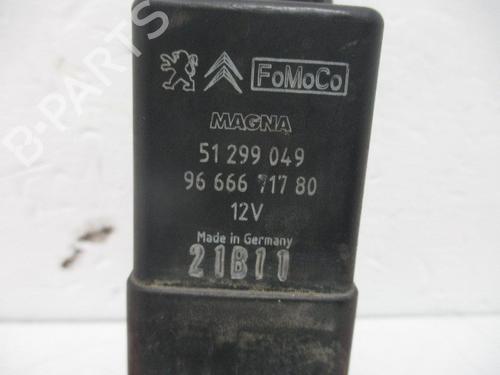 FoMoCo
MAGNA
51 299 049
96 666 717 80
12V
Made in Germany
21B11
B-PARTS